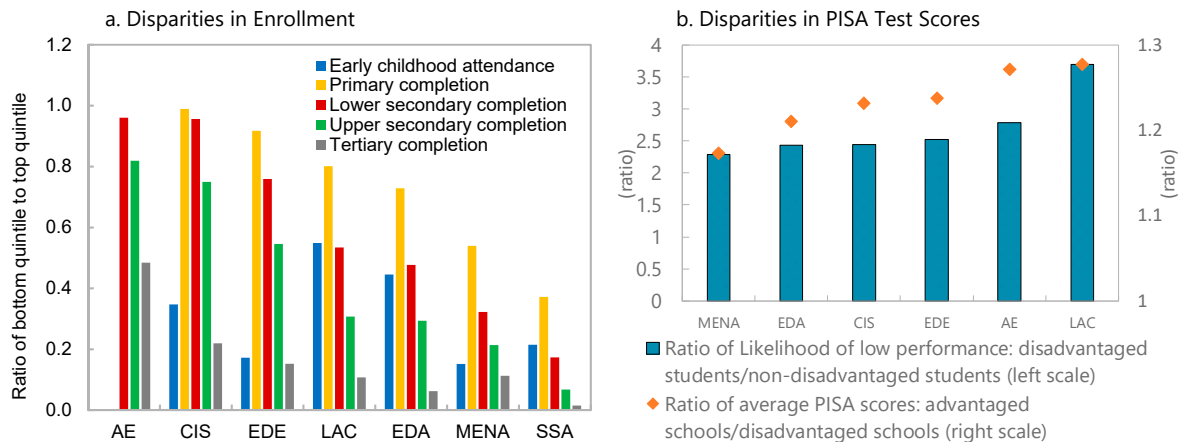 a. Disparities in Enrollment
Ratio of bottom quintile to top quintile
1.2
1.0
0.8
0.6
0.4
0.2
0.0
Early childhood attendance
Primary completion
Lower secondary completion
Upper secondary completion
Tertiary completion
AE CIS EDE LAC EDA MENA SSA
b. Disparities in PISA Test Scores
(ratio)
4
3.5
3
2.5
2
1.5
1
0.5
0
1.3
1.2
1.1
1
(ratio)
MENA EDA CIS EDE AE LAC
Ratio of Likelihood of low performance: disadvantaged
students/non-disadvantaged students (left scale)
Ratio of average PISA scores: advantaged
schools/disadvantaged schools (right scale)